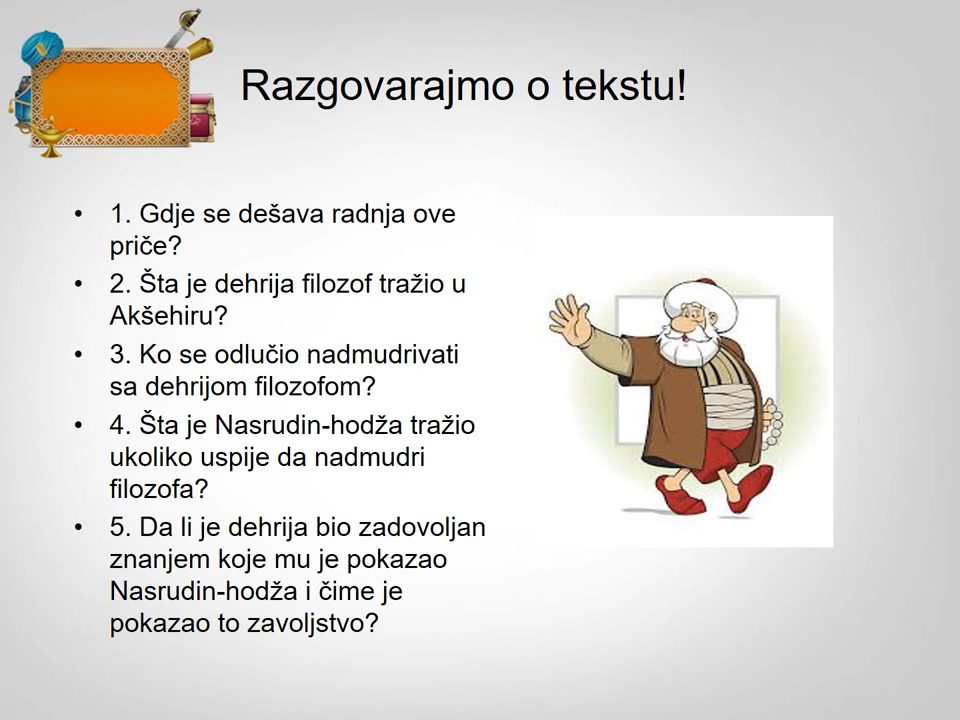 Razgovarajmo o tekstu!
• 1. Gdje se dešava radnja ove
priče?
• 2. Šta je dehrija filozof tražio u
Akšehiru?
• 3. Ko se odlučio nadmudrivati
sa dehrijom filozofom?
• 4. Šta je Nasrudin-hodža tražio
ukoliko uspije da nadmudri
filozofa?
• 5. Da li je dehrija bio zadovoljan
znanjem koje mu je pokazao
Nasrudin-hodža i čime je
pokazao to zavoljstvo?